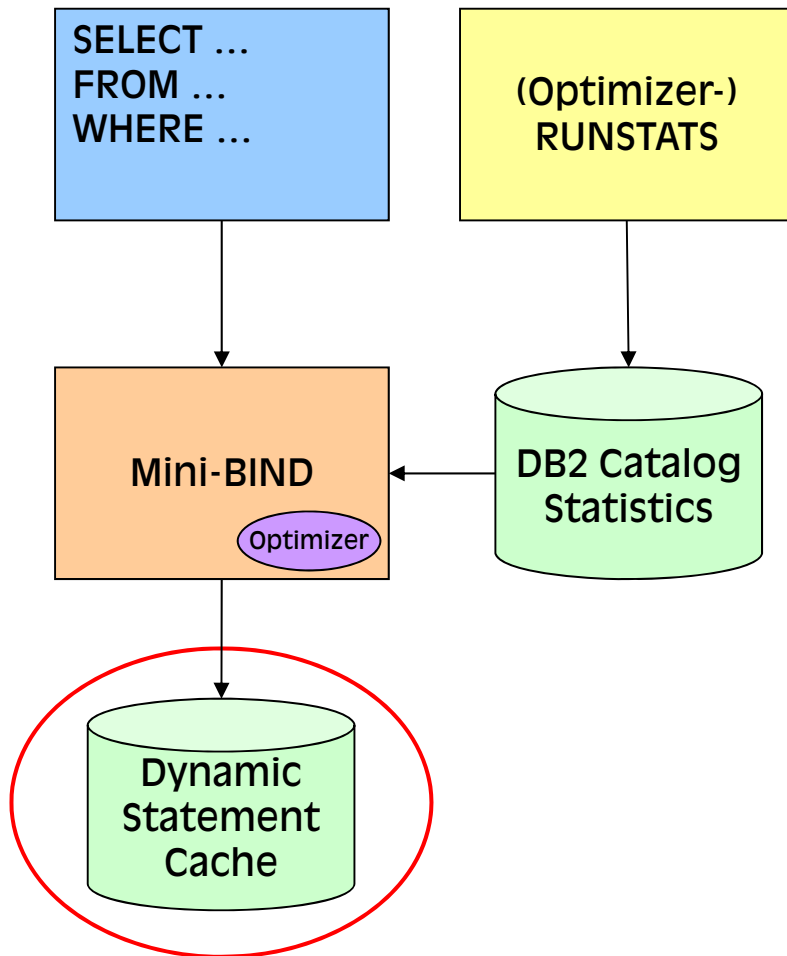 SELECT ...
FROM ...
WHERE ...
(Optimizer-)
RUNSTATS
Mini-BIND
Optimizer
DB2 Catalog
Statistics
Dynamic
Statement
Cache